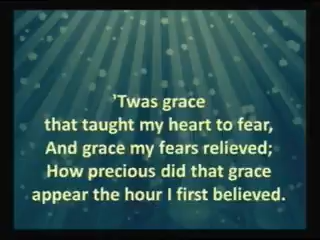 'Twas grace
that taught my heart to fear,
And grace my fears relieved;
How precious did that grace
appear the hour I first believed.